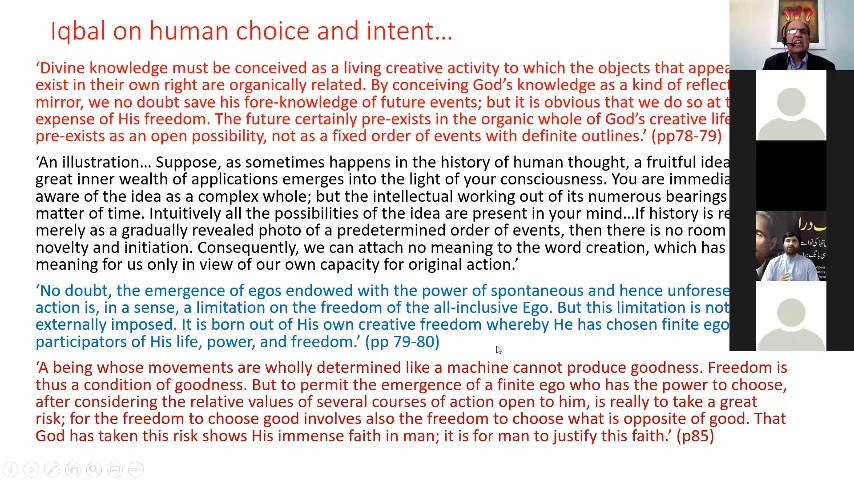 Iqbal on human choice and intent…
‘Divine knowledge must be conceived as a living creative activity to which the objects that appea
exist in their own right are organically related. By conceiving God’s knowledge as a kind of reflect
mirror, we no doubt save his fore-knowledge of future events; but it is obvious that we do so at t
expense of His freedom. The future certainly pre-exists in the organic whole of God’s creative life
pre-exists as an open possibility, not as a fixed order of events with definite outlines.’ (pp78-79)
‘An illustration… Suppose, as sometimes happens in the history of human thought, a fruitful idea
great inner wealth of applications emerges into the light of your consciousness. You are immedia
aware of the idea as a complex whole; but the intellectual working out of its numerous bearings
matter of time. Intuitively all the possibilities of the idea are present in your mind…If history is re
merely as a gradually revealed photo of a predetermined order of events, then there is no room
novelty and initiation. Consequently, we can attach no meaning to the word creation, which has
meaning for us only in view of our own capacity for original action.’
‘No doubt, the emergence of egos endowed with the power of spontaneous and hence unforese
action is, in a sense, a limitation on the freedom of the all-inclusive Ego. But this limitation is not
externally imposed. It is born out of His own creative freedom whereby He has chosen finite ego
participators of His life, power, and freedom.’ (pp 79-80)
‘A being whose movements are wholly determined like a machine cannot produce goodness. Freedom is
thus a condition of goodness. But to permit the emergence of a finite ego who has the power to choose,
after considering the relative values of several courses of action open to him, is really to take a great
risk; for the freedom to choose good involves also the freedom to choose what is opposite of good. That
God has taken this risk shows His immense faith in man; it is for man to justify this faith.’ (p85)